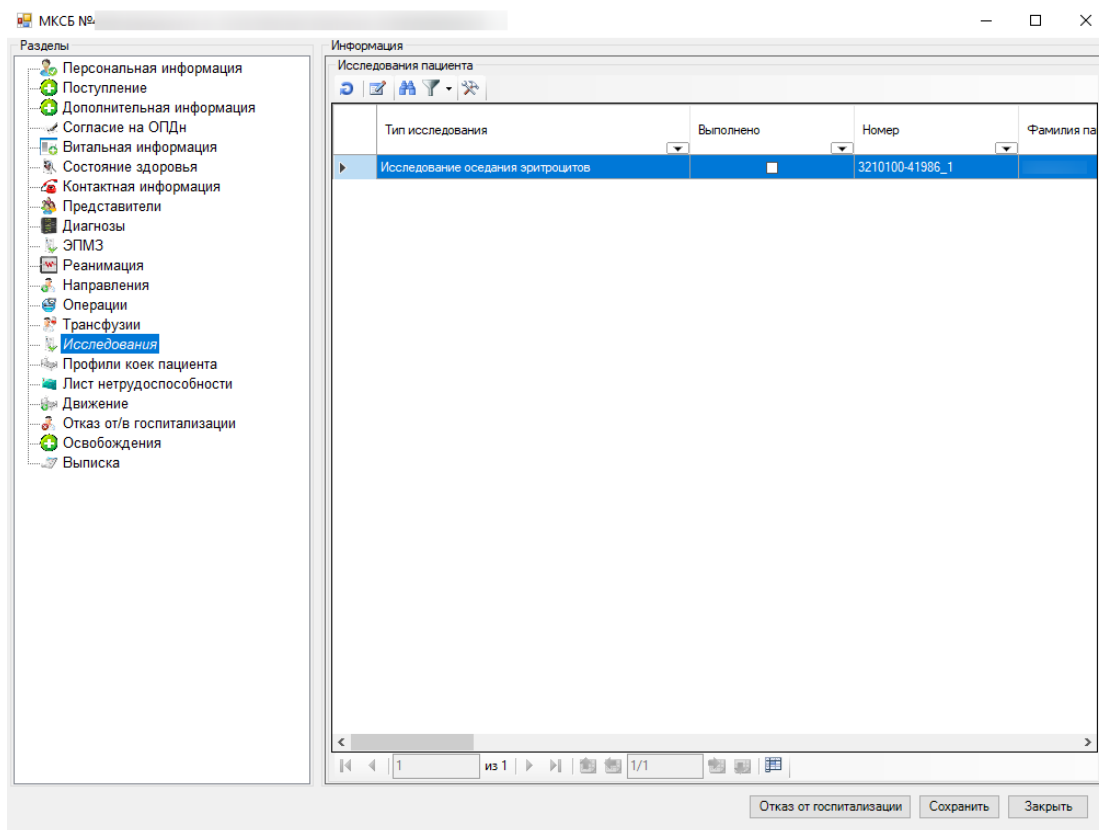 МКСБ №
Разделы
Персональная информация
Поступление
Дополнительная информация
Согласие на ОПДн
Витальная информация
Состояние здоровья
Контактная информация
Представители
Диагнозы
ЭПМЗ
Реанимация
Направления
Операции
Трансфузии
Исследования
Профили коек пациента
Лист нетрудоспособности
Движение
Отказ от/в госпитализации
Освобождения
Выписка
Информация
Исследования пациента
Тип исследования Выполнено Номер Фамилия па
Исследование оседания эритроцитов 3210100-41986_1
1 из 1 1/1
Отказ от госпитализации Сохранить Закрыть